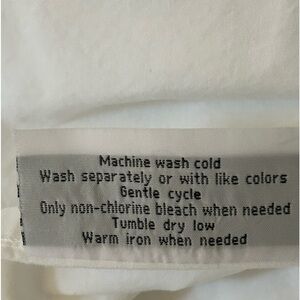 Machine wash cold
Wash separately or with like colors
Gentle cycle
Only non-chlorine bleach when needed
Tumble dry low
Warm iron when needed